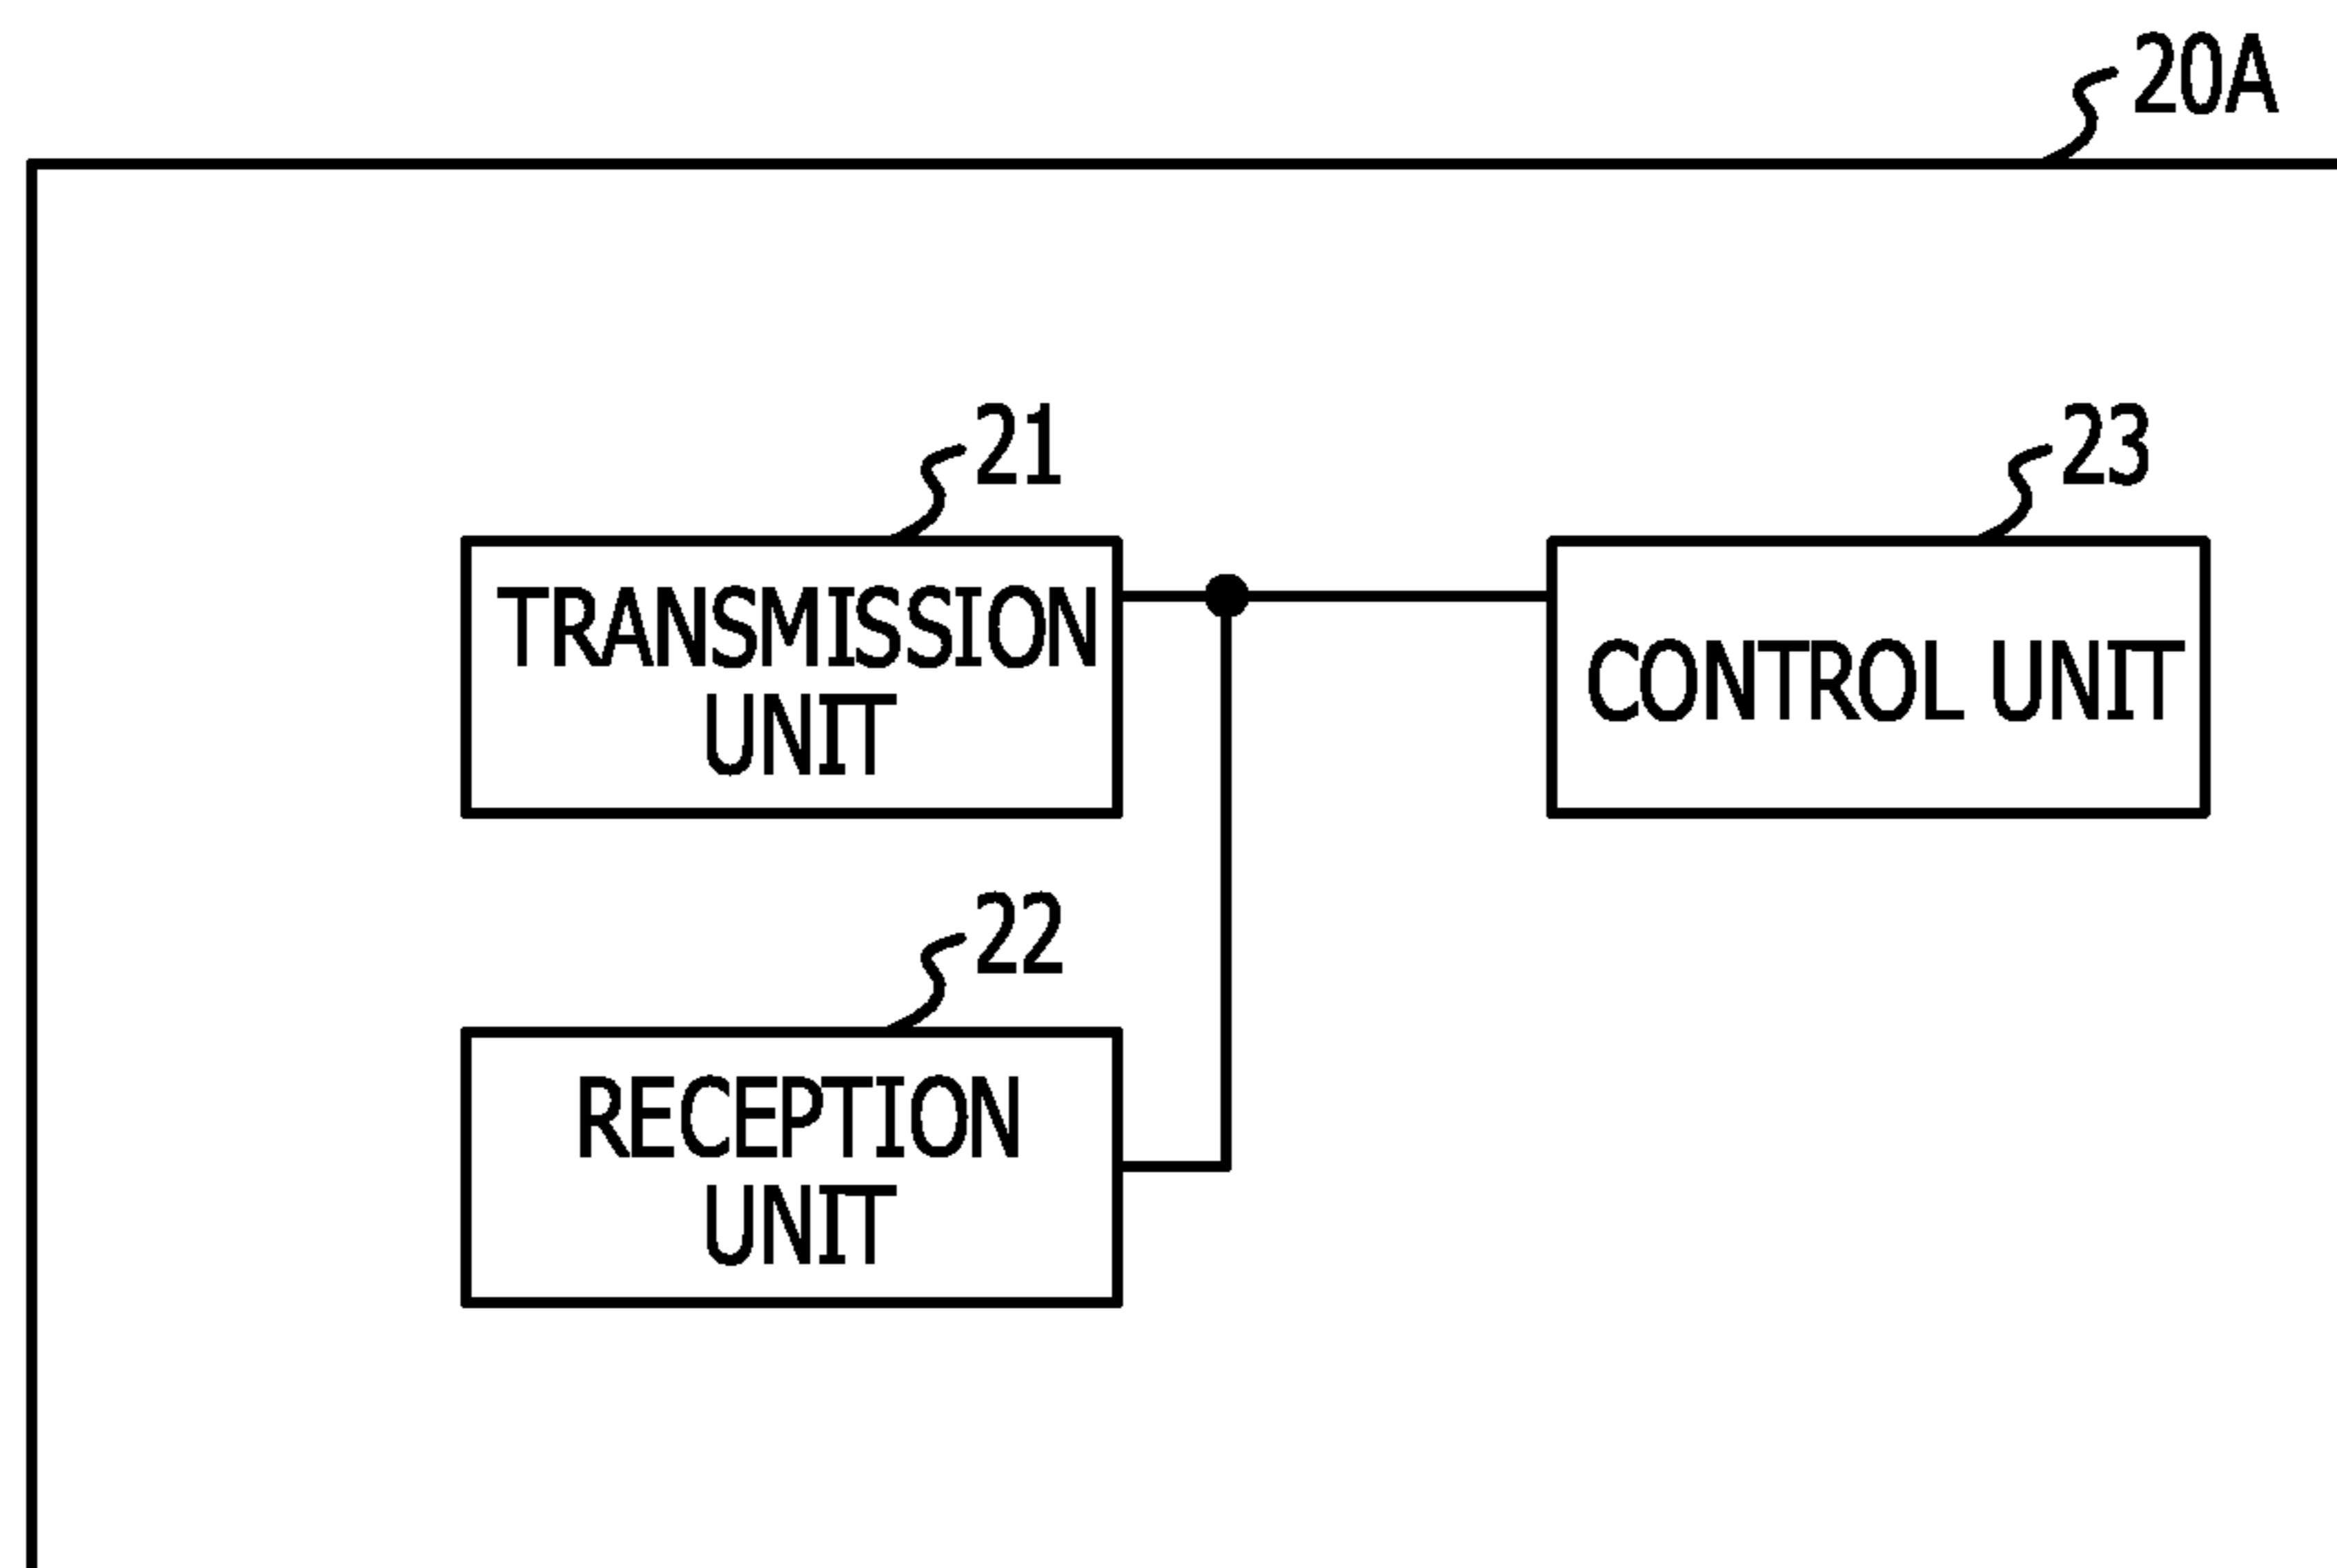 20A
21
23
TRANSMISSION
UNIT
CONTROL UNIT
22
RECEPTION
UNIT